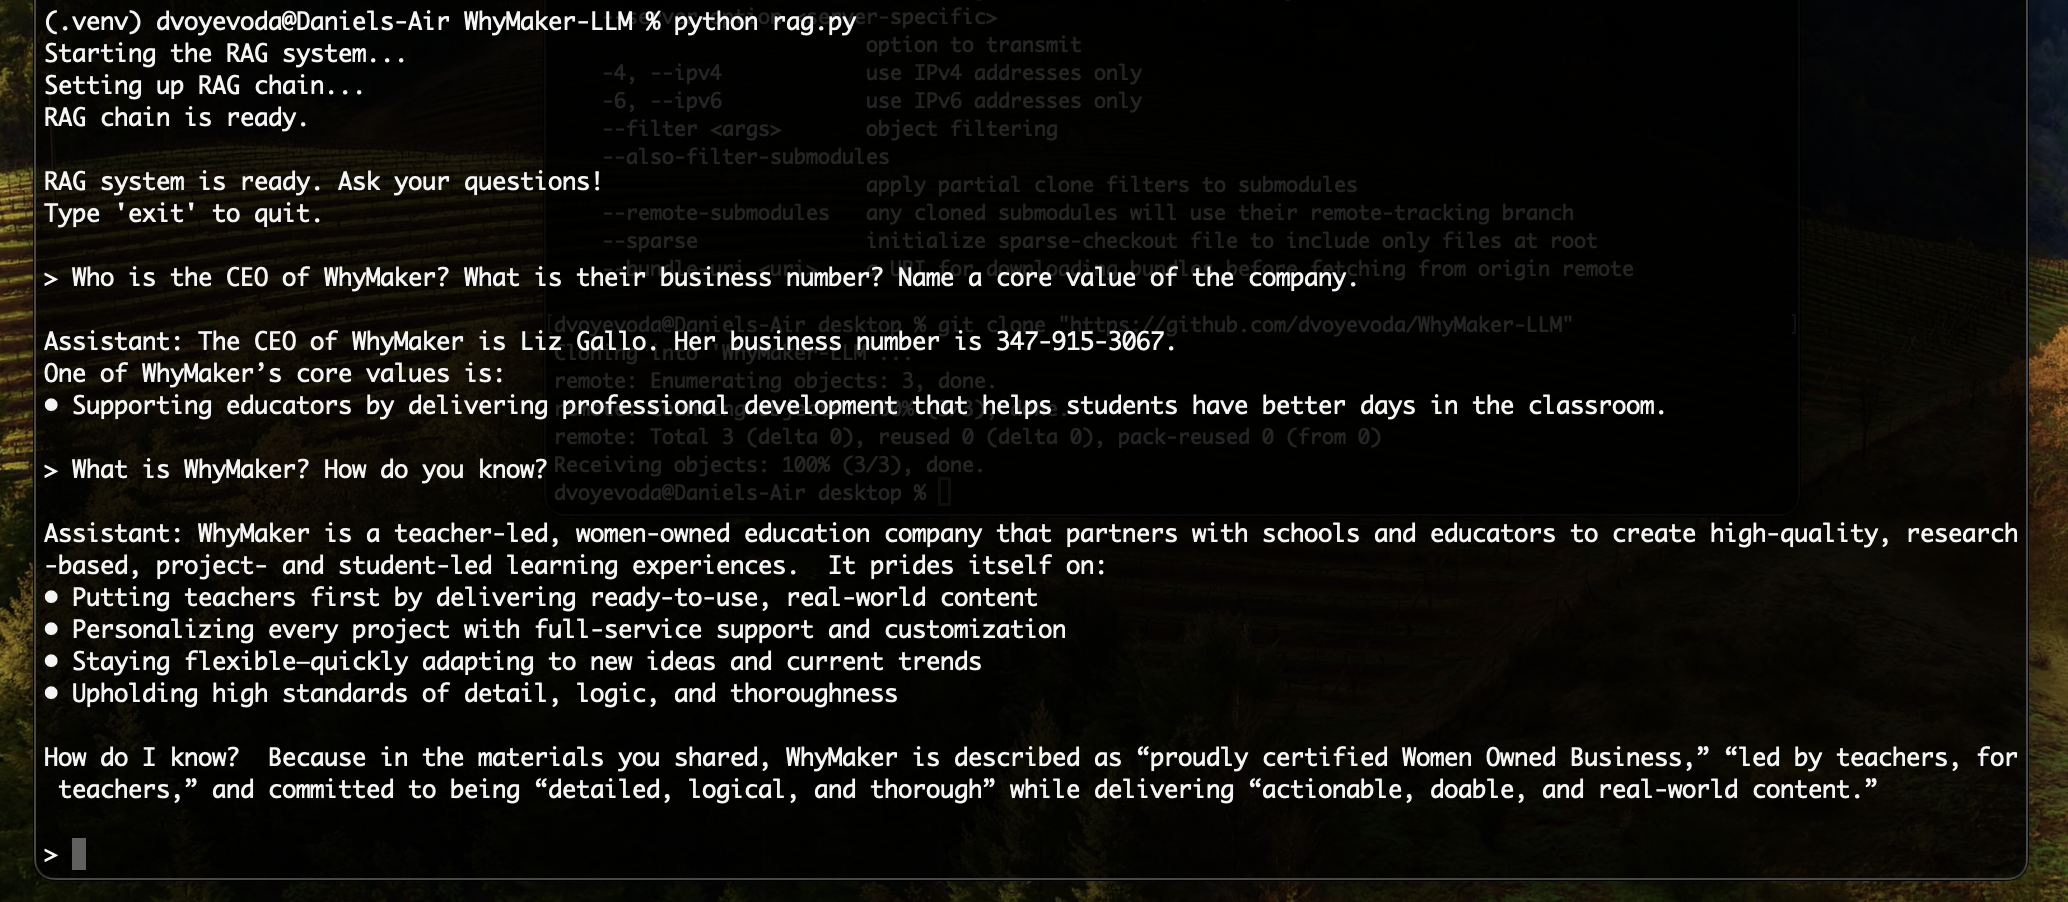 (.venv) dvoyevoda@Daniels-Air WhyMaker-LLM % python rag.py
Starting the RAG system...
Setting up RAG chain...
RAG chain is ready.
RAG system is ready. Ask your questions!
Type 'exit' to quit.
> Who is the CEO of WhyMaker? What is their business number? Name a core value of the company.
Assistant: The CEO of WhyMaker is Liz Gallo. Her business number is 347-915-3067.
One of WhyMaker’s core values is:
• Supporting educators by delivering professional development that helps students have better days in the classroom.
> What is WhyMaker? How do you know?
Assistant: WhyMaker is a teacher-led, women-owned education company that partners with schools and educators to create high-quality, research
-based, project- and student-led learning experiences.  It prides itself on:
• Putting teachers first by delivering ready-to-use, real-world content
• Personalizing every project with full-service support and customization
• Staying flexible—quickly adapting to new ideas and current trends
• Upholding high standards of detail, logic, and thoroughness
How do I know?  Because in the materials you shared, WhyMaker is described as “proudly certified Women Owned Business,” “led by teachers, for
teachers,” and committed to being “detailed, logical, and thorough” while delivering “actionable, doable, and real-world content.”
>
<server-specific>
option to transmit
-4, --ipv4 use IPv4 addresses only
-6, --ipv6 use IPv6 addresses only
--filter <args> object filtering
--also-filter-submodules
apply partial clone filters to submodules
--remote-submodules any cloned submodules will use their remote-tracking branch
--sparse initialize sparse-checkout file to include only files at root
a URI for downloading bundles before fetching from origin remote
[dvoyevoda@Daniels-Air desktop % git clone "https://github.com/dvoyevoda/WhyMaker-LLM" ]
Cloning into 'WhyMaker-LLM'...
remote: Enumerating objects: 3, done.
remote: Total 3 (delta 0), reused 0 (delta 0), pack-reused 0 (from 0)
Receiving objects: 100% (3/3), done.
dvoyevoda@Daniels-Air desktop %